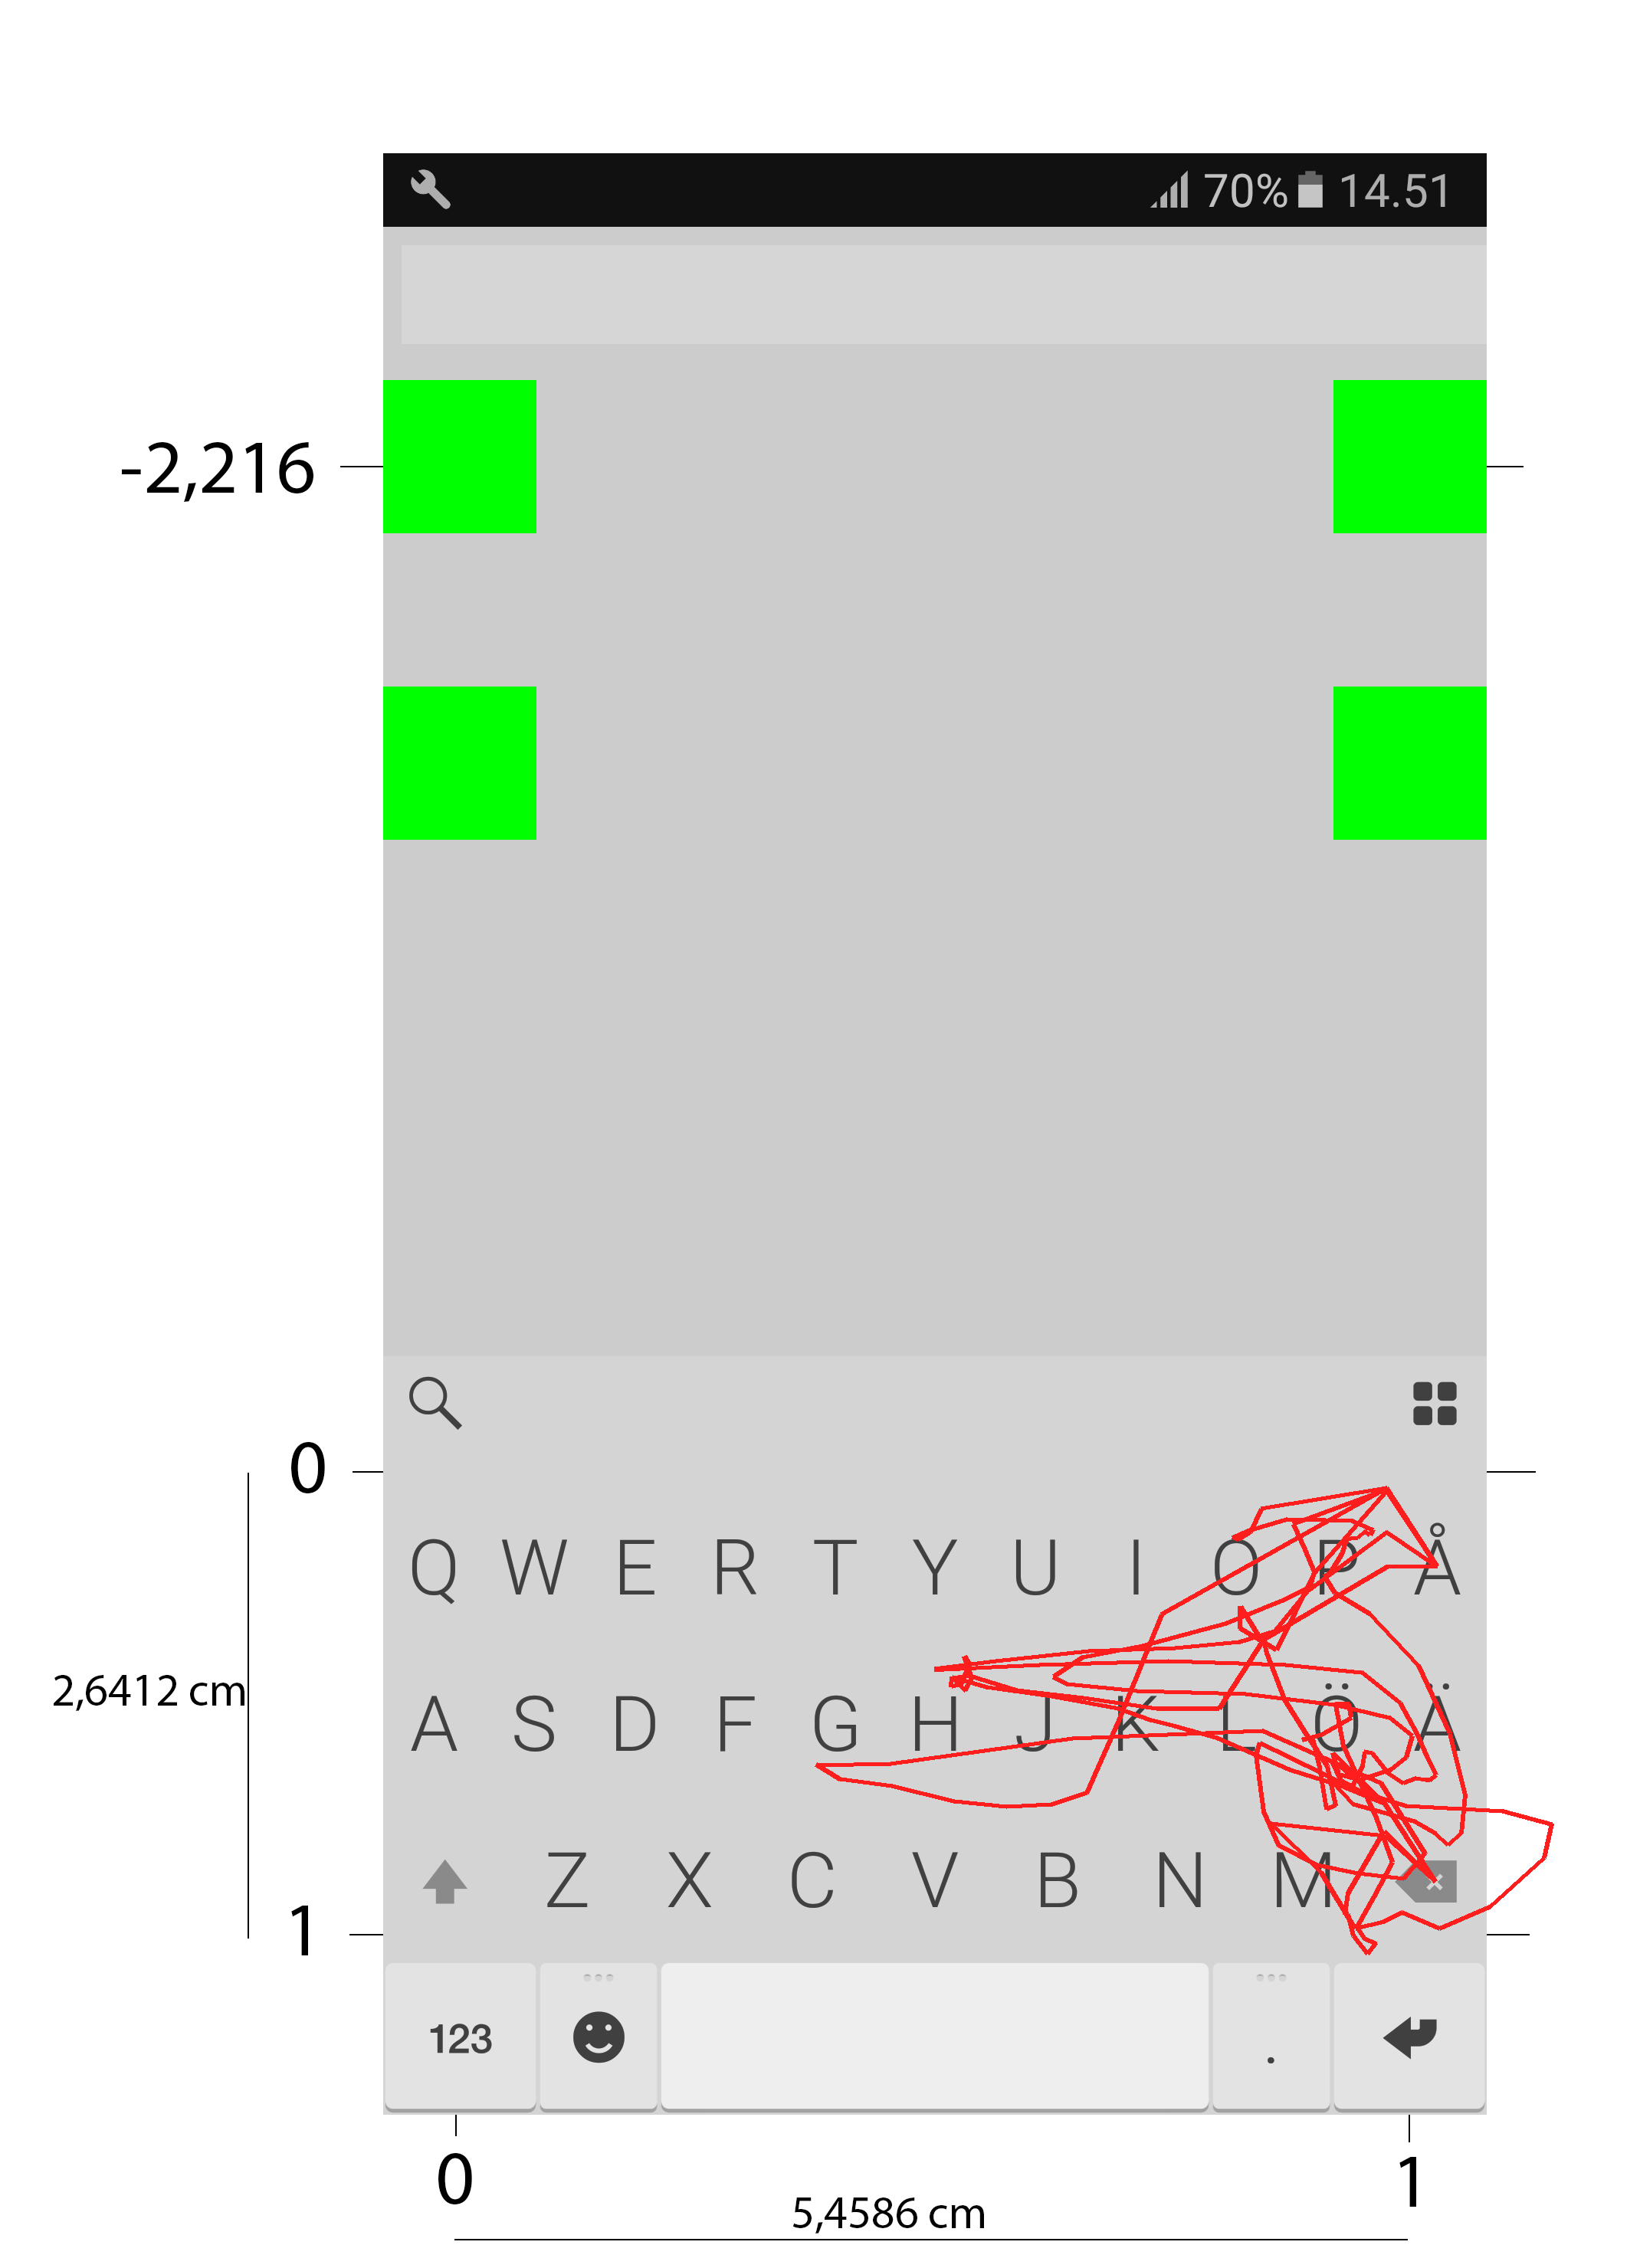 70% 14.51
-2,216
0
Q W E R T Y U I O P Å
2,6412 cm
A S D F G H J K L Ö Ä
Z X C V B N M
1
123 .
0 1
5,4586 cm